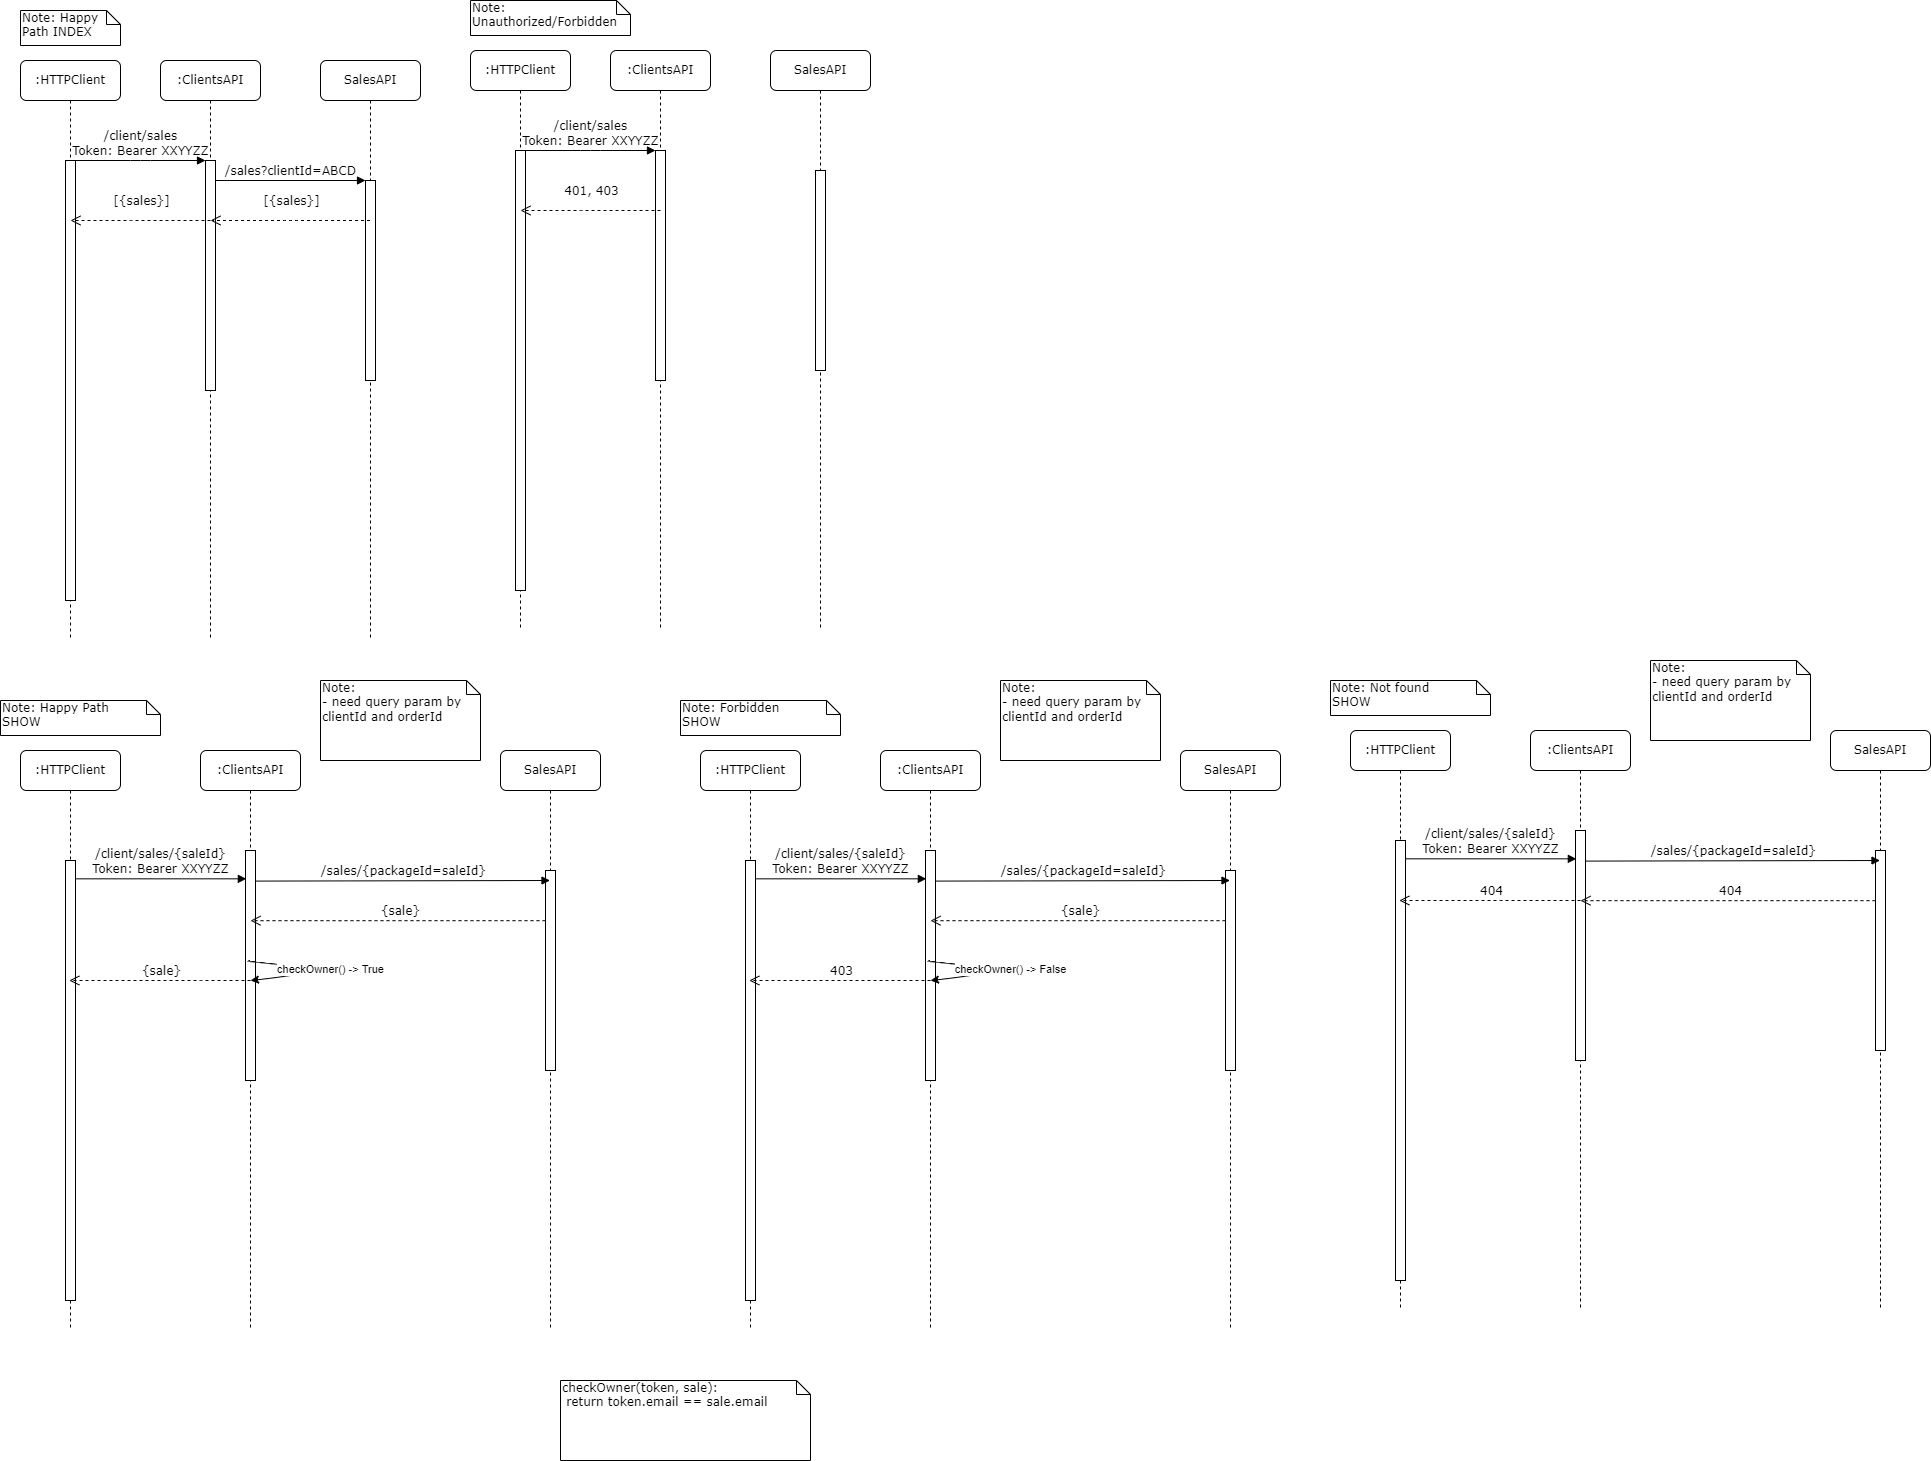 Note: Happy
Path INDEX
:HTTPClient
:ClientsAPI
SalesAPI
/client/sales
Token: Bearer XXYYZZ
/sales?clientId=ABCD
[{sales}]
[{sales}]
Note:
Unauthorized/Forbidden
:HTTPClient
:ClientsAPI
SalesAPI
/client/sales
Token: Bearer XXYYZZ
401, 403
Note: Happy Path
SHOW
Note:
- need query param by
clientId and orderId
:HTTPClient
:ClientsAPI
SalesAPI
/client/sales/{saleId}
Token: Bearer XXYYZZ
/sales/{packageId=saleId}
{sale}
checkOwner() -> True
{sale}
Note: Forbidden
SHOW
Note:
- need query param by
clientId and orderId
:HTTPClient
:ClientsAPI
SalesAPI
/client/sales/{saleId}
Token: Bearer XXYYZZ
/sales/{packageId=saleId}
{sale}
checkOwner() -> False
403
Note: Not found
SHOW
Note:
- need query param by
clientId and orderId
:HTTPClient
:ClientsAPI
SalesAPI
/client/sales/{saleId}
Token: Bearer XXYYZZ
/sales/{packageId=saleId}
404
404
checkOwner(token, sale):
return token.email == sale.email